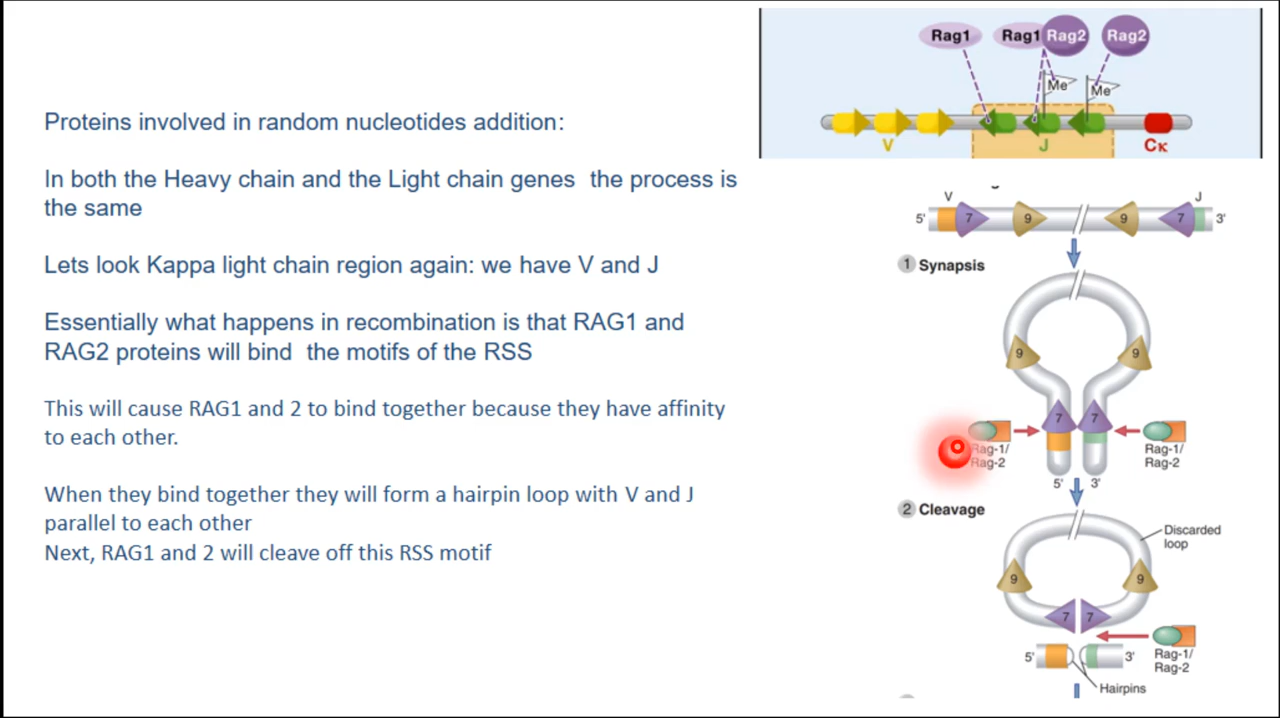 Proteins involved in random nucleotides addition:
In both the Heavy chain and the Light chain genes the process is
the same
Lets look Kappa light chain region again: we have V and J
Essentially what happens in recombination is that RAG1 and
RAG2 proteins will bind the motifs of the RSS
This will cause RAG1 and 2 to bind together because they have affinity
to each other.
When they bind together they will form a hairpin loop with V and J
parallel to each other
Next, RAG1 and 2 will cleave off this RSS motif
Rag1 Rag1 Rag2 Rag2
Me Me
V J Cκ
V J
5' 7 9 9 7 3'
1 Synapsis
9 9
7 7
Rag-1/ Rag-1/
Rag-2 Rag-2
5' 3'
2 Cleavage
Discarded
loop
9 9
7 7
5' 3' Rag-1/
Rag-2
Hairpins